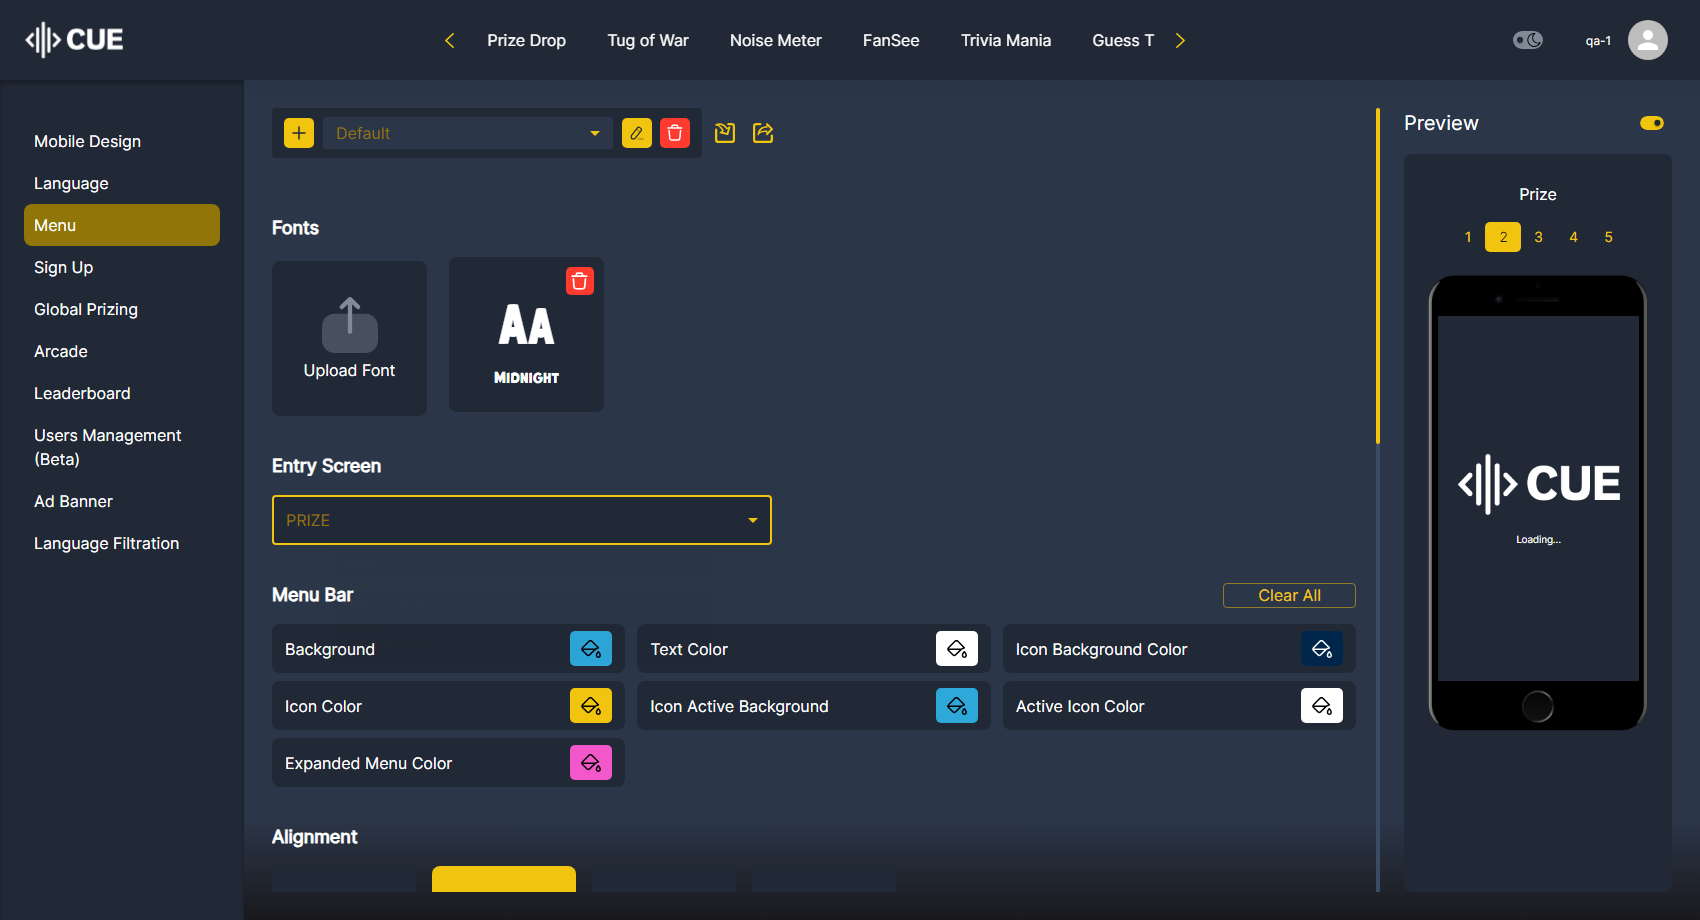 CUE
Prize Drop
Tug of War
Noise Meter
FanSee
Trivia Mania
Guess T
qa-1
Mobile Design
Language
Menu
Sign Up
Global Prizing
Arcade
Leaderboard
Users Management
(Beta)
Ad Banner
Language Filtration
Default
Fonts
Upload Font
AA
MIDNIGHT
Entry Screen
PRIZE
Menu Bar
Clear All
Background
Text Color
Icon Background Color
Icon Color
Icon Active Background
Active Icon Color
Expanded Menu Color
Alignment
Preview
Prize
1 2 3 4 5
CUE
Loading...